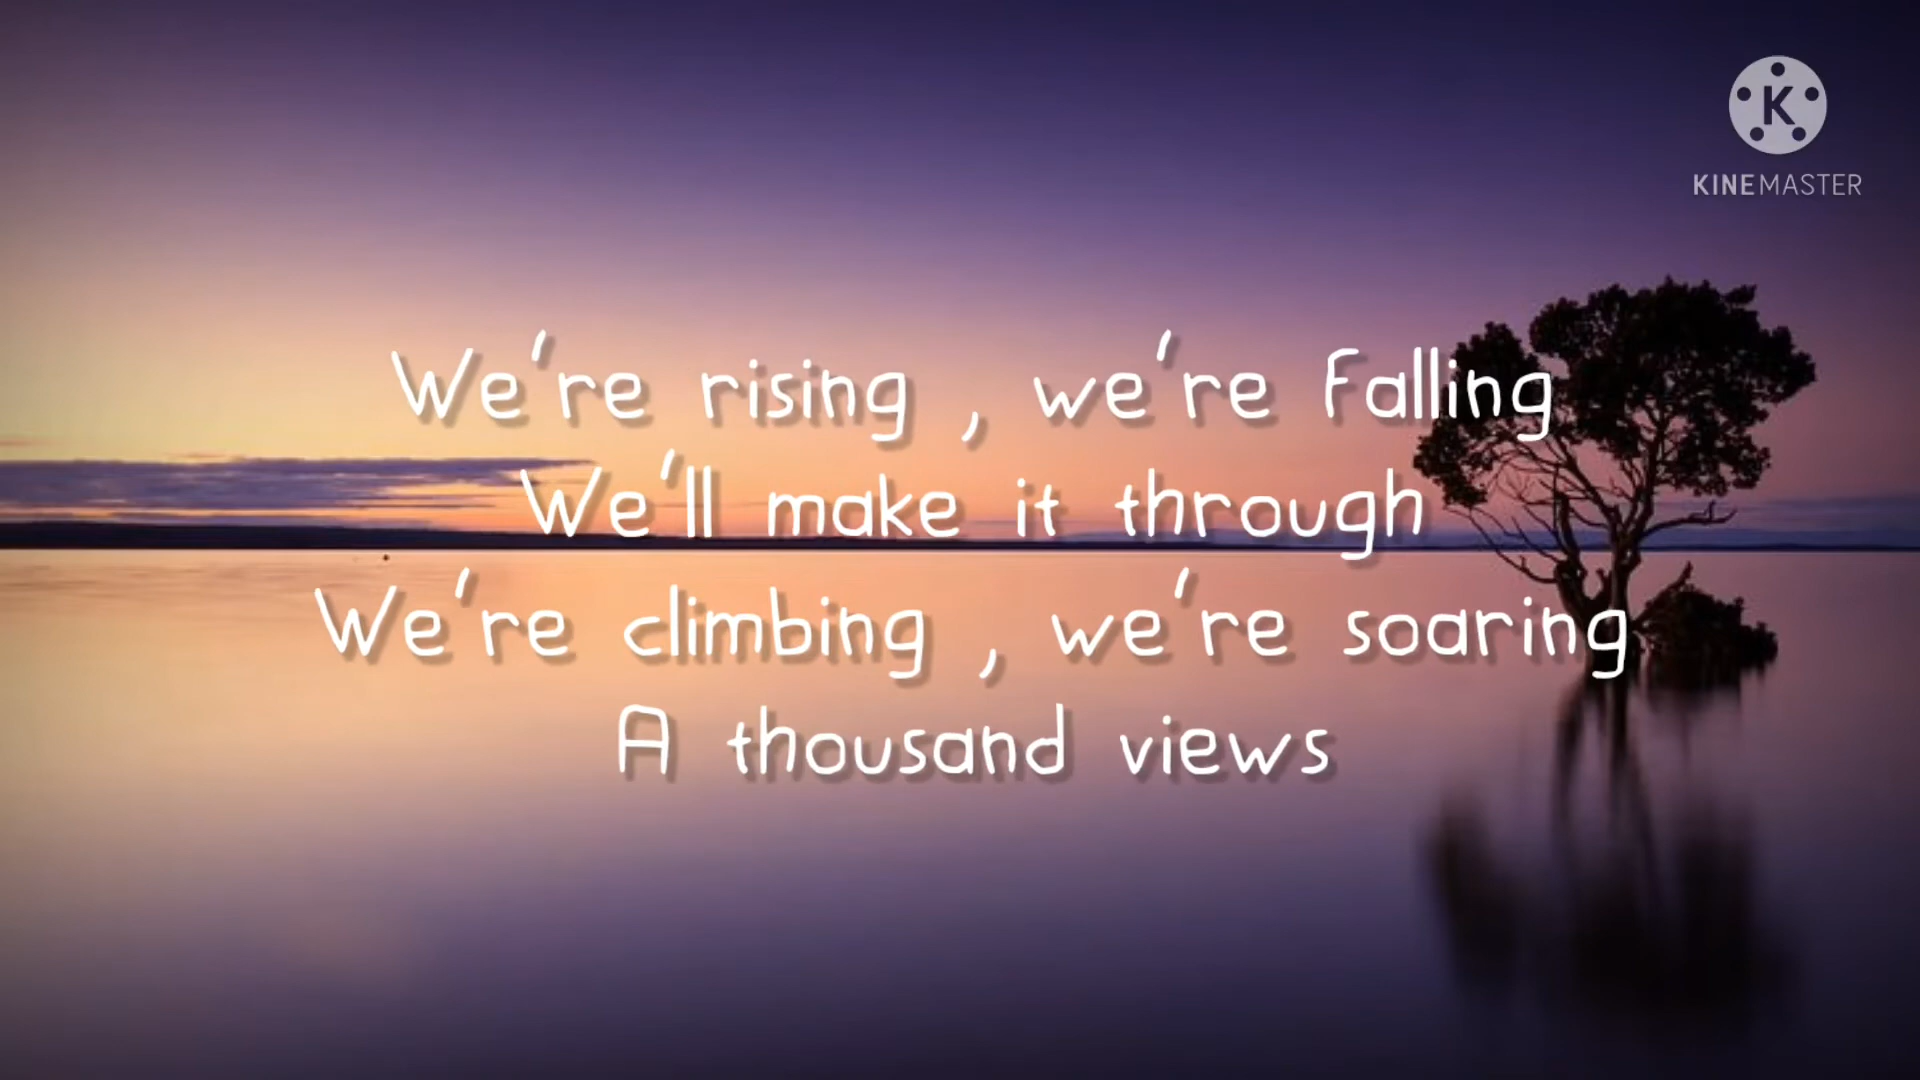 K
KINEMASTER
We're rising , we're Falling
We'll make it through
We're climbing , we're soaring
A thousand views